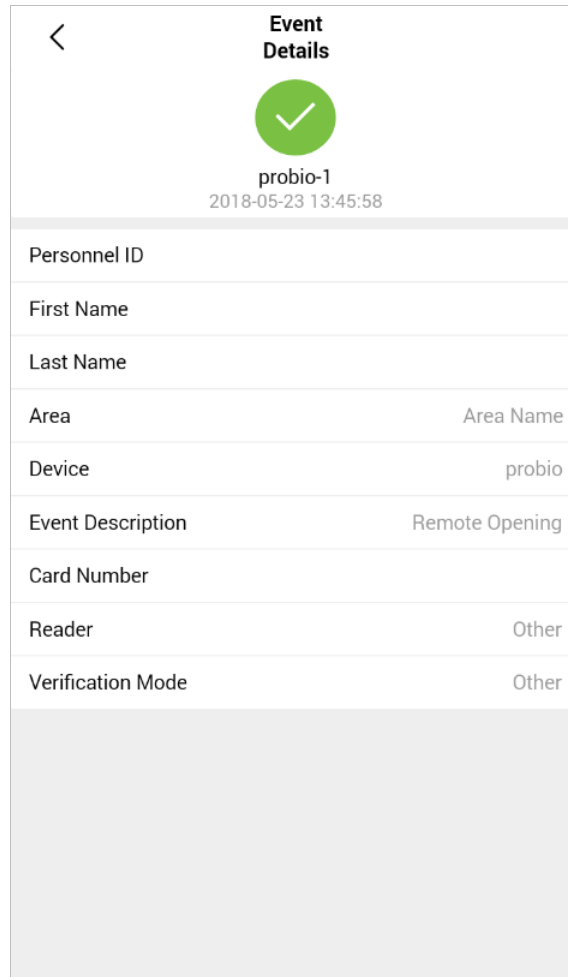 Event
Details
probio-1
2018-05-23 13:45:58
Personnel ID
First Name
Last Name
Area Area Name
Device probio
Event Description Remote Opening
Card Number
Reader Other
Verification Mode Other